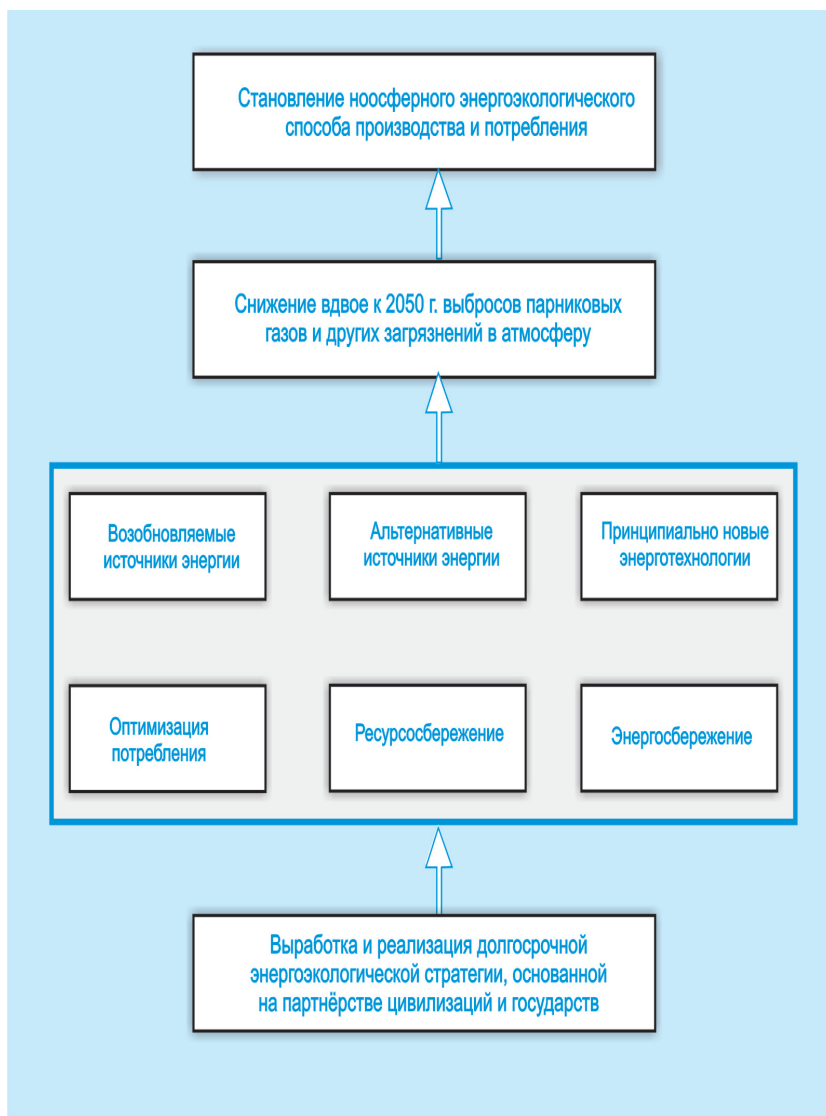 Становление ноосферного энергоэкологического
способа производства и потребления
Снижение вдвое к 2050 г. выбросов парниковых
газов и других загрязнений в атмосферу
Возобновляемые
источники энергии
Альтернативные
источники энергии
Принципиально новые
энерготехнологии
Оптимизация
потребления
Ресурсосбережение
Энергосбережение
Выработка и реализация долгосрочной
энергоэкологической стратегии, основанной
на партнёрстве цивилизаций и государств